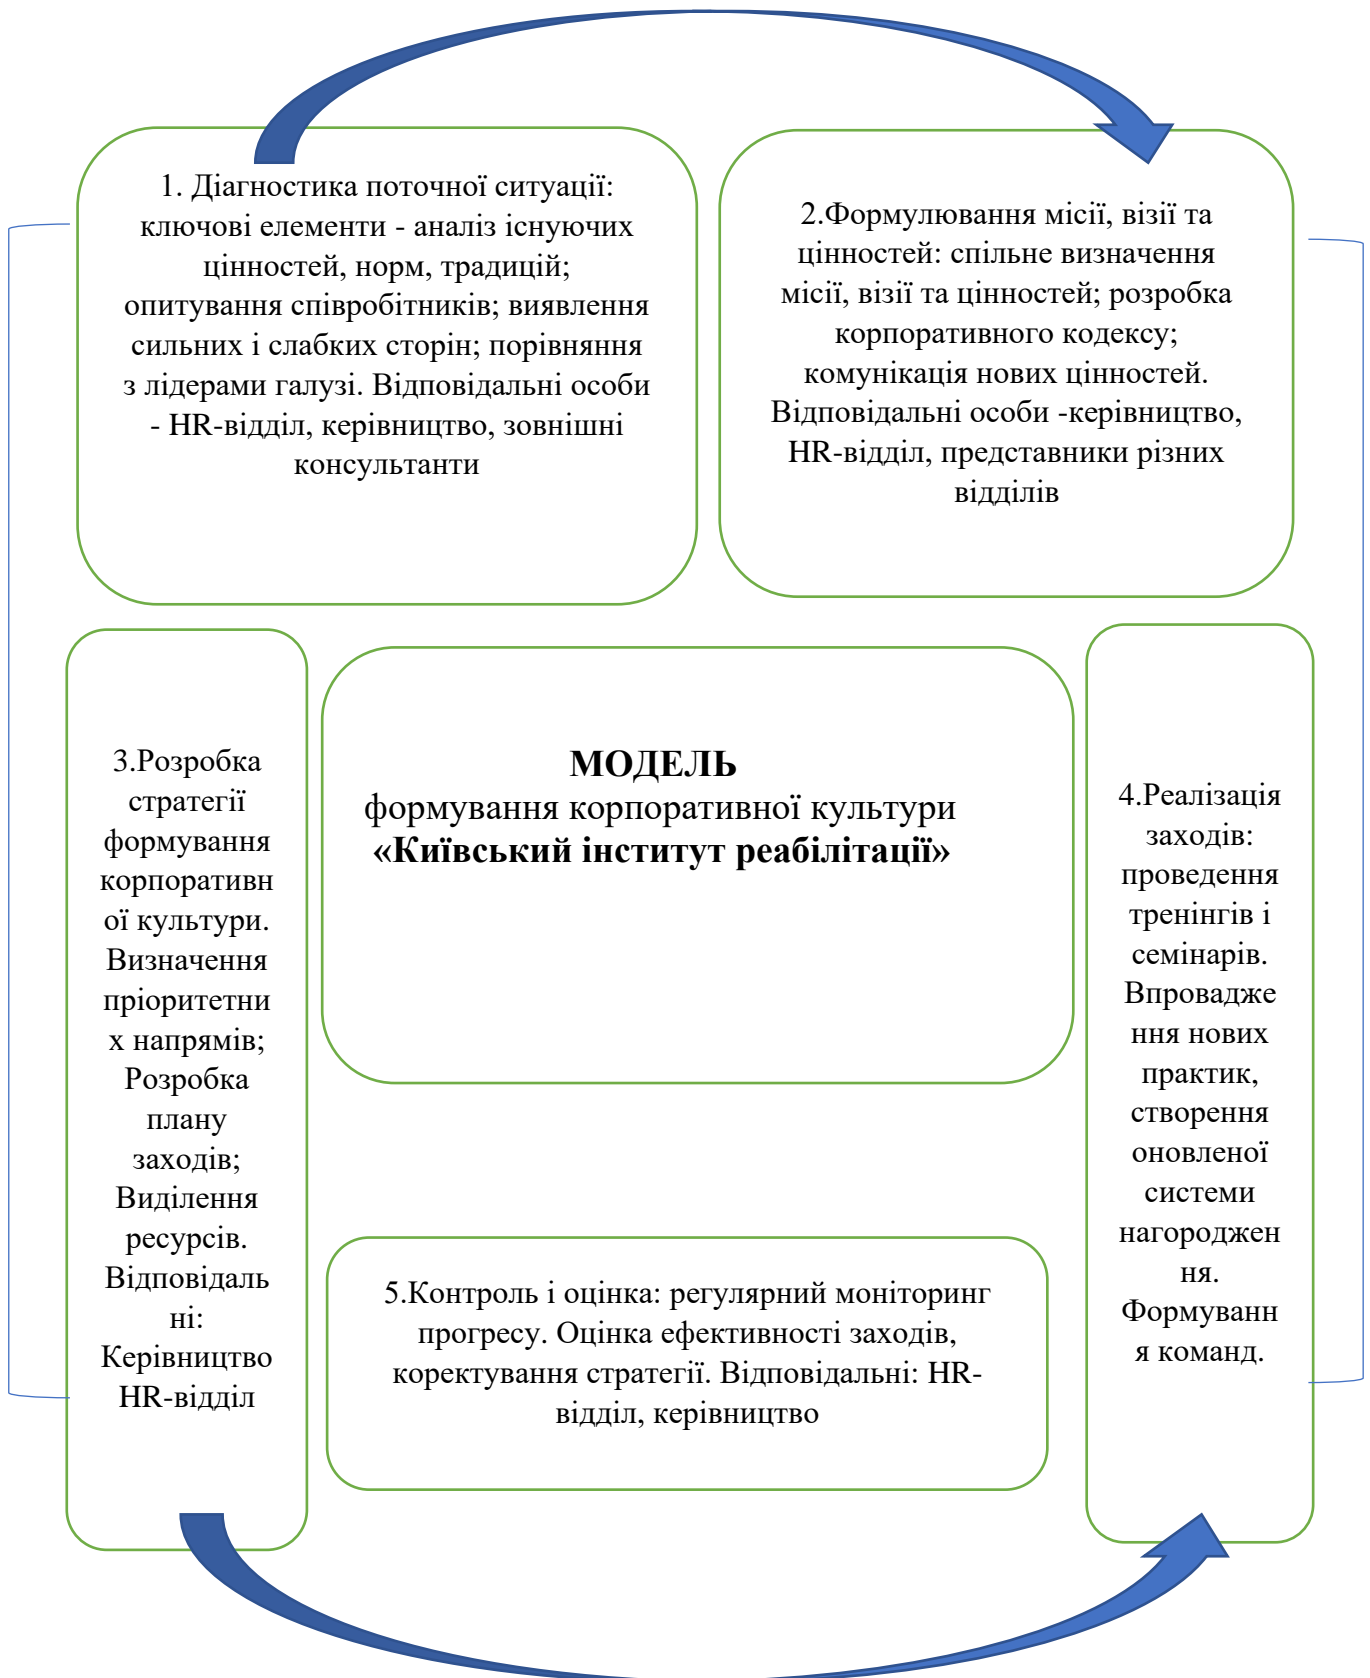 1. Діагностика поточної ситуації:
ключові елементи - аналіз існуючих
цінностей, норм, традицій;
опитування співробітників; виявлення
сильних і слабких сторін; порівняння
з лідерами галузі. Відповідальні особи
- HR-відділ, керівництво, зовнішні
консультанти
2.Формулювання місії, візії та
цінностей: спільне визначення
місії, візії та цінностей; розробка
корпоративного кодексу;
комунікація нових цінностей.
Відповідальні особи -керівництво,
HR-відділ, представники різних
відділів
МОДЕЛЬ
формування корпоративної культури
«Київський інститут реабілітації»
3.Розробка
стратегії
формування
корпоративн
ої культури.
Визначення
пріоритетни
х напрямів;
Розробка
плану
заходів;
Виділення
ресурсів.
Відповідаль
ні:
Керівництво
HR-відділ
4.Реалізація
заходів:
проведення
тренінгів і
семінарів.
Впровадже
ння нових
практик,
створення
оновленої
системи
нагороджен
ня.
Формуванн
я команд.
5.Контроль і оцінка: регулярний моніторинг
прогресу. Оцінка ефективності заходів,
коректування стратегії. Відповідальні: HR-
відділ, керівництво